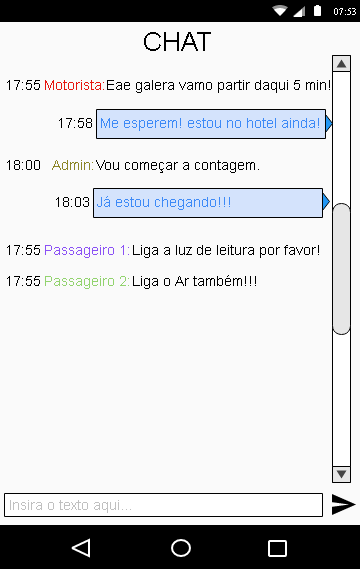 07:53
CHAT
17:55 Motorista:Eae galera vamo partir daqui 5 min!
17:58 Me esperem! estou no hotel ainda!
18:00 Admin:Vou começar a contagem.
18:03 Já estou chegando!!!
17:55 Passageiro 1:Liga a luz de leitura por favor!
17:55 Passageiro 2:Liga o Ar também!!!
Insira o texto aqui...